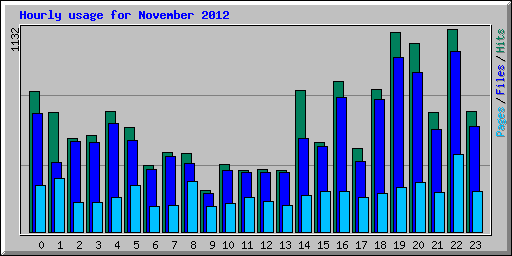 Hourly usage for November 2012
1132
Pages / Files / Hits
0 1 2 3 4 5 6 7 8 9 10 11 12 13 14 15 16 17 18 19 20 21 22 23